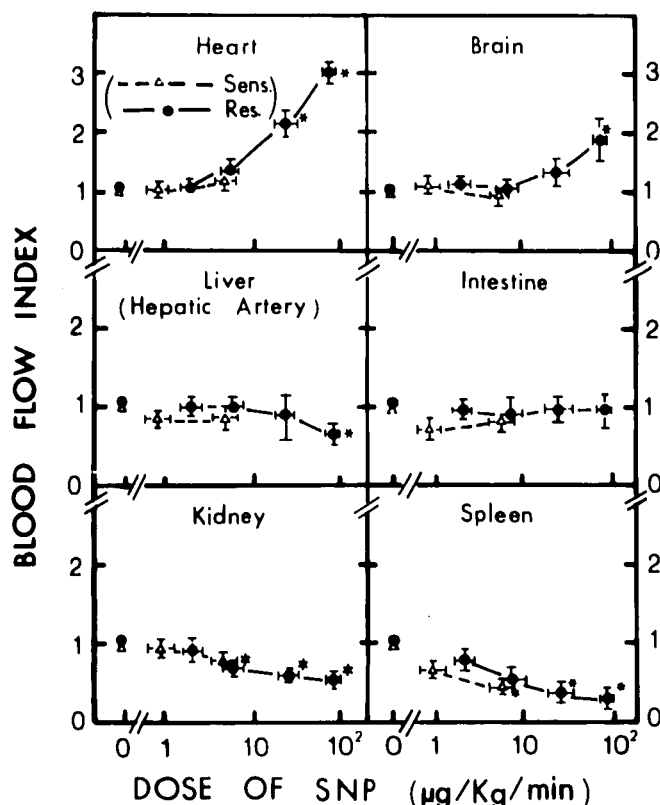 Heart
Brain
Sens.
Res.
3
2
1
0
3
2
1
0
Liver
(Hepatic Artery)
Intestine
2
1
0
2
1
0
Kidney
Spleen
2
1
0
2
1
0
0 1 10 10²
0 1 10 10²
BLOOD FLOW INDEX
DOSE OF SNP (μg/Kg/min)